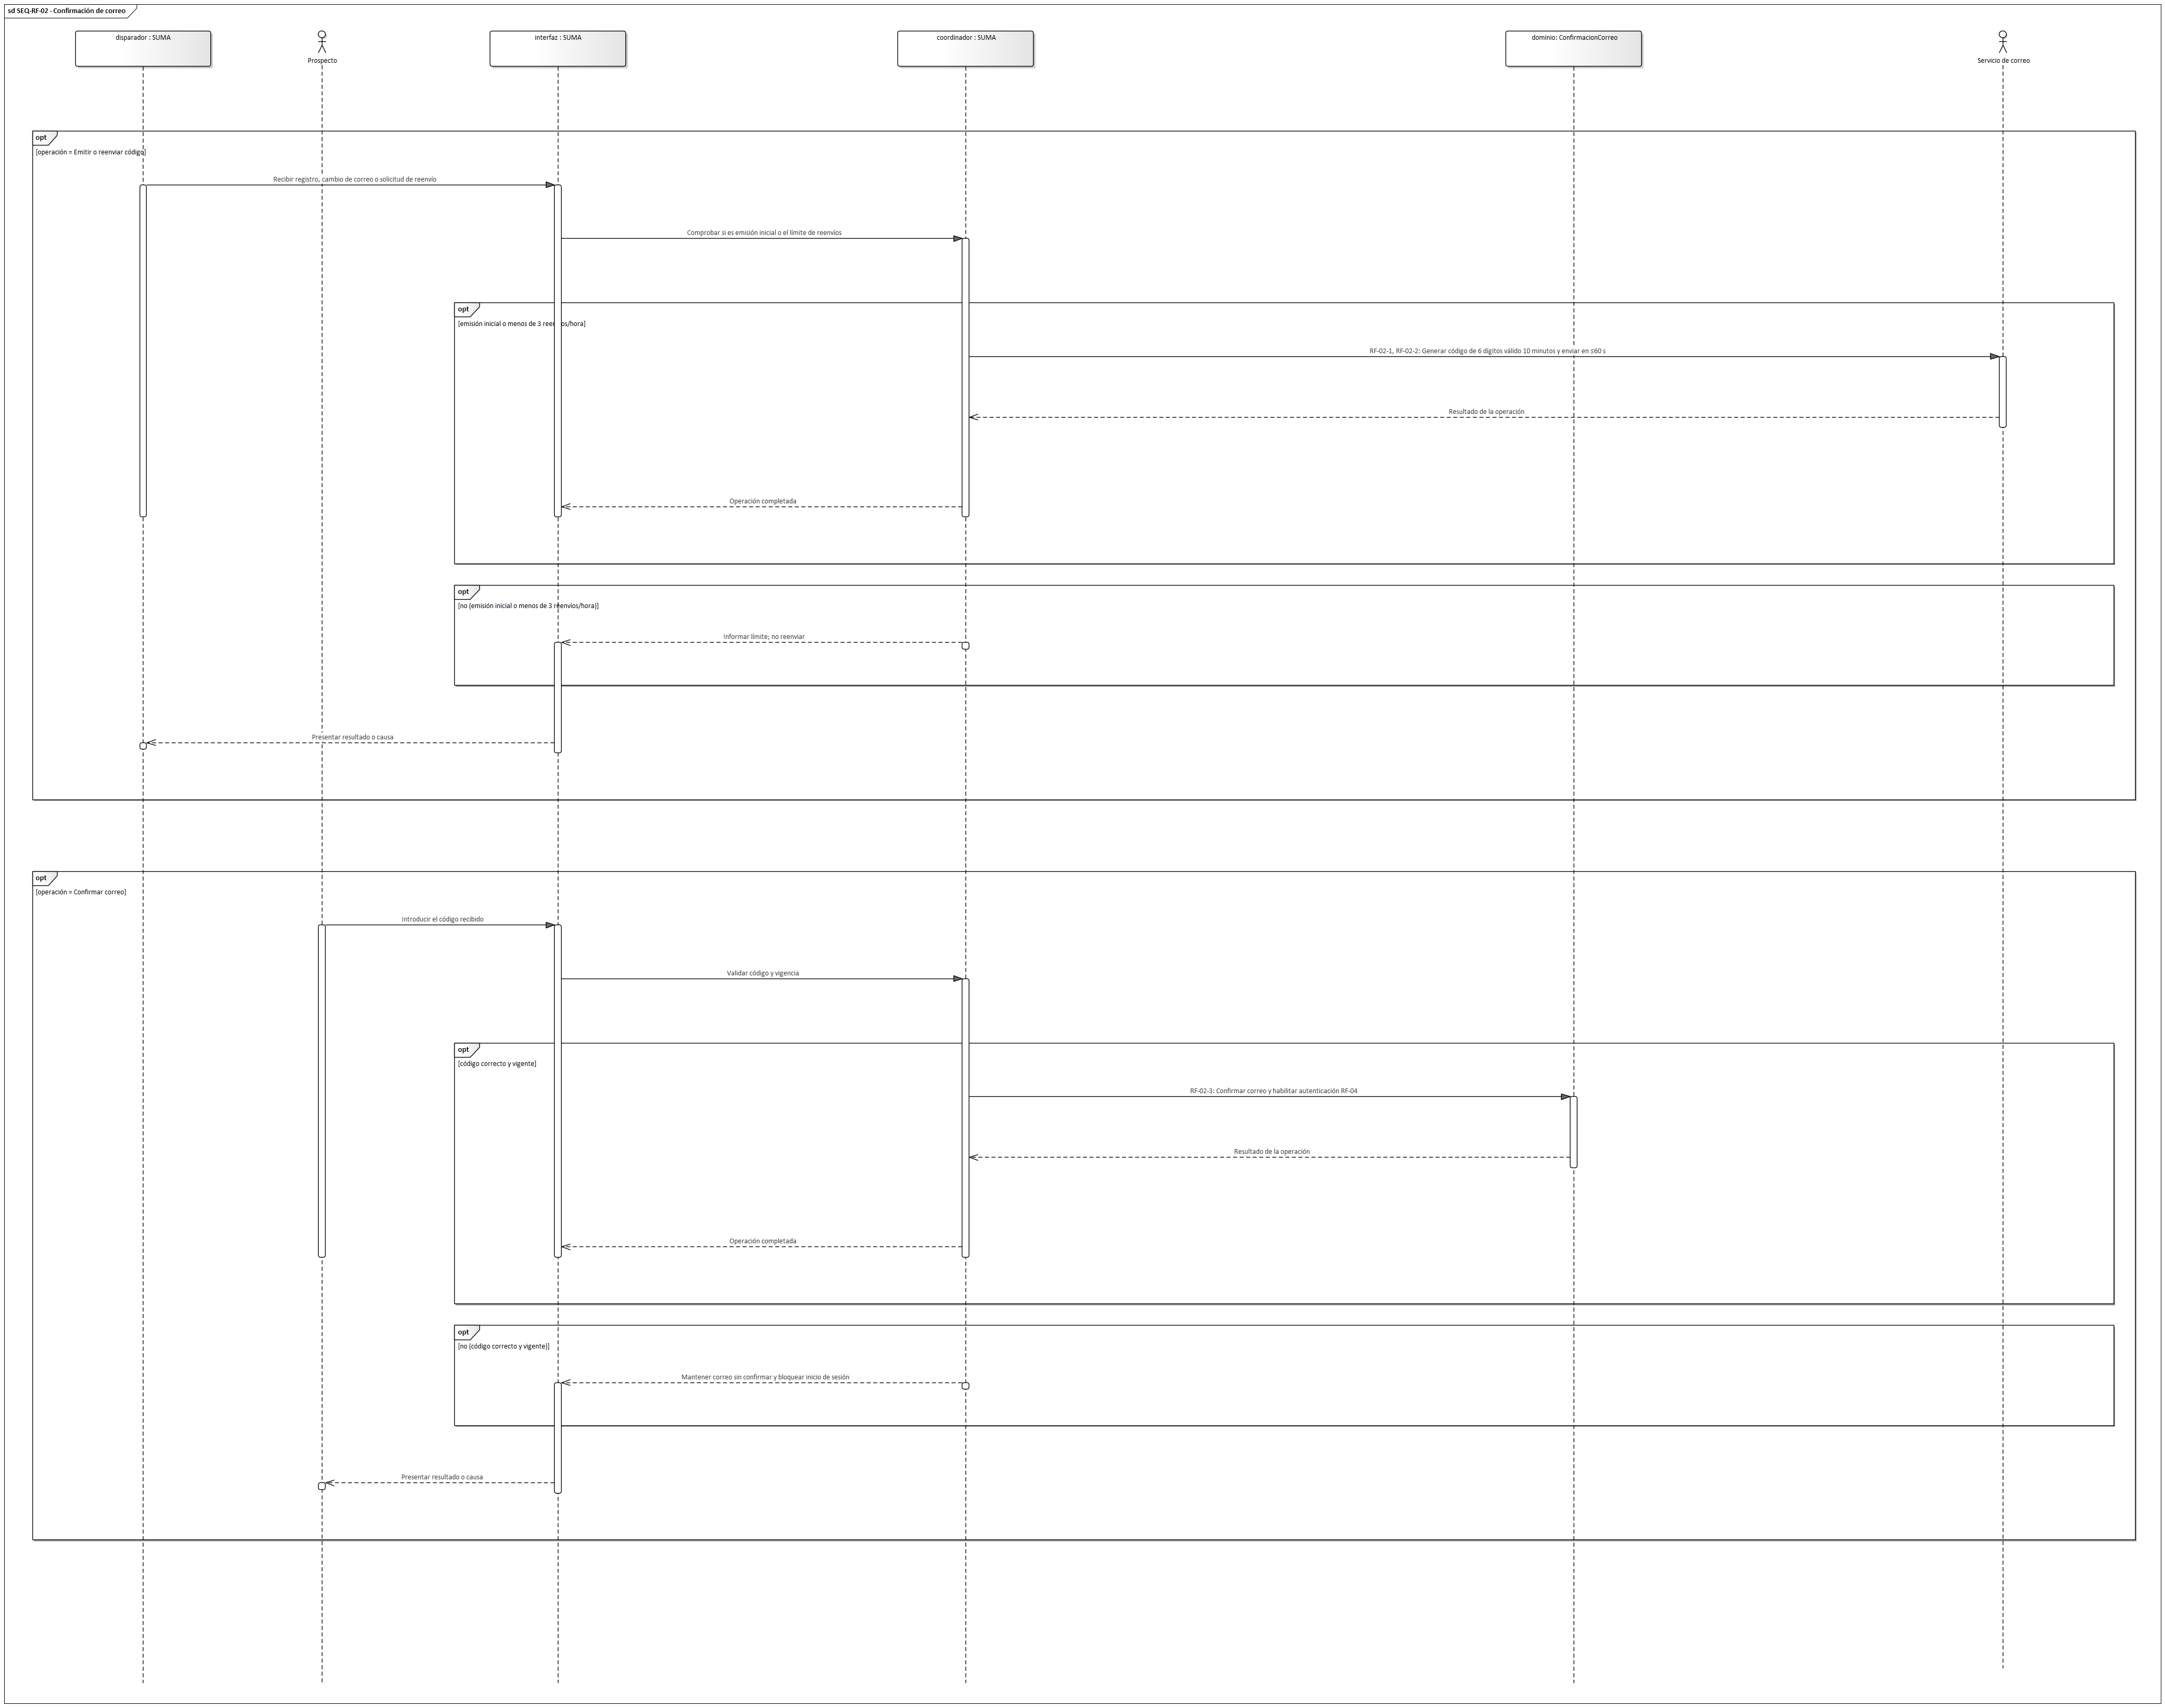 sd SEQ-RF-02 - Confirmación de correo
disparador : SUMA
Prospecto
interfaz : SUMA
coordinador : SUMA
dominio: ConfirmacionCorreo
Servicio de correo
opt
[operación = Emitir o reenviar código]
Recibir registro, cambio de correo o solicitud de reenvío
Comprobar si es emisión inicial o el límite de reenvíos
opt
[emisión inicial o menos de 3 reenvíos/hora]
RF-02-1, RF-02-2: Generar código de 6 dígitos válido 10 minutos y enviar en ≤60 s
Resultado de la operación
Operación completada
opt
[no (emisión inicial o menos de 3 reenvíos/hora)]
Informar límite; no reenviar
Presentar resultado o causa
opt
[operación = Confirmar correo]
Introducir el código recibido
Validar código y vigencia
opt
[código correcto y vigente]
RF-02-3: Confirmar correo y habilitar autenticación RF-04
Resultado de la operación
Operación completada
opt
[no (código correcto y vigente)]
Mantener correo sin confirmar y bloquear inicio de sesión
Presentar resultado o causa